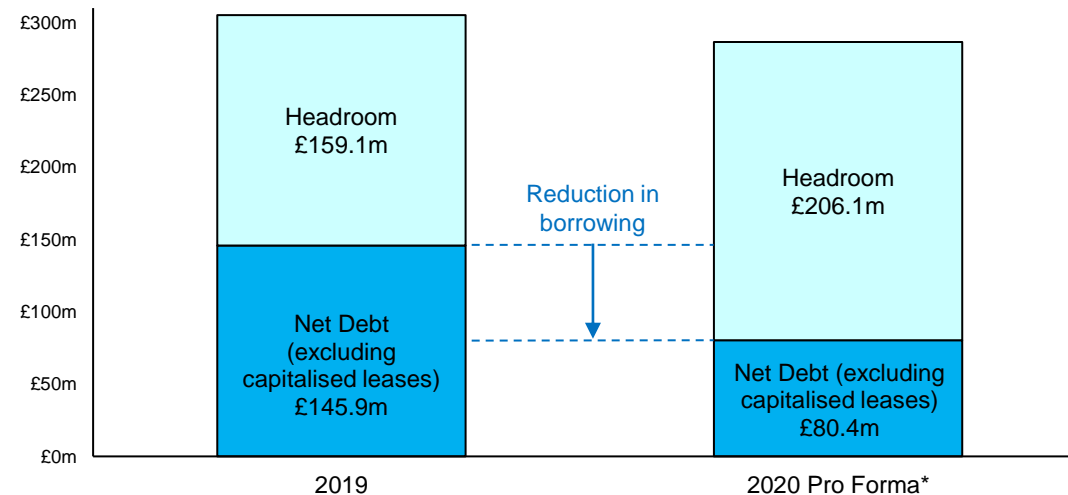 £300m
£250m
£200m
£150m
£100m
£50m
£0m
Headroom
£159.1m
Net Debt
(excluding
capitalised leases)
£145.9m
Reduction in
borrowing
Headroom
£206.1m
Net Debt (excluding
capitalised leases)
£80.4m
2019
2020 Pro Forma*